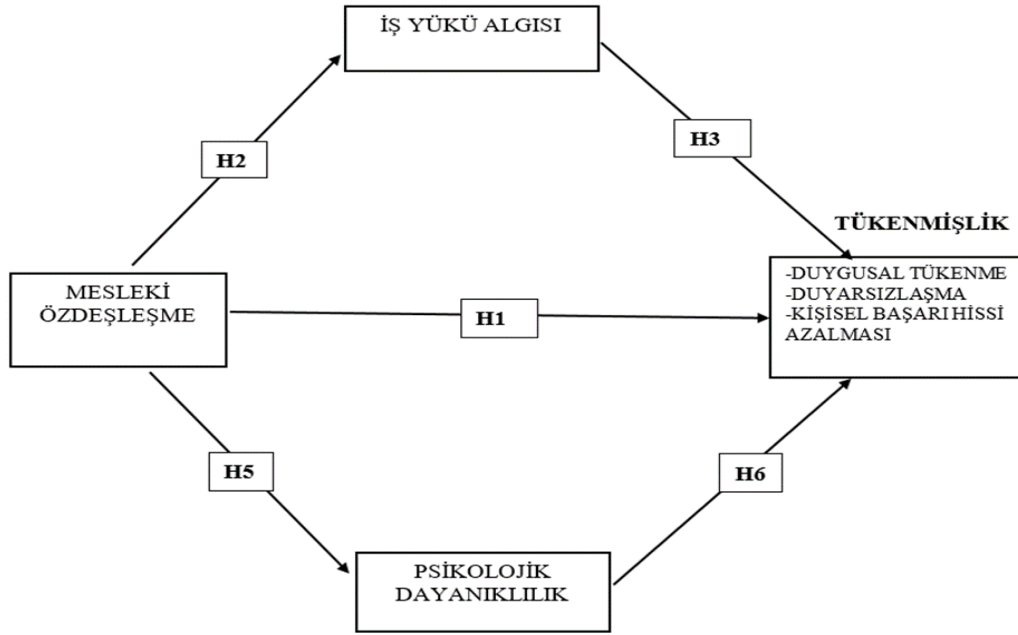 İŞ YÜKÜ ALGISI
H2
H3
TÜKENMİŞLİK
MESLEKİ
ÖZDEŞLEŞME
H1
-DUYGUSAL TÜKENME
-DUYARSIZLAŞMA
-KİŞİSEL BAŞARI HİSSİ
AZALMASI
H5
H6
PSİKOLOJİK
DAYANIKLILIK